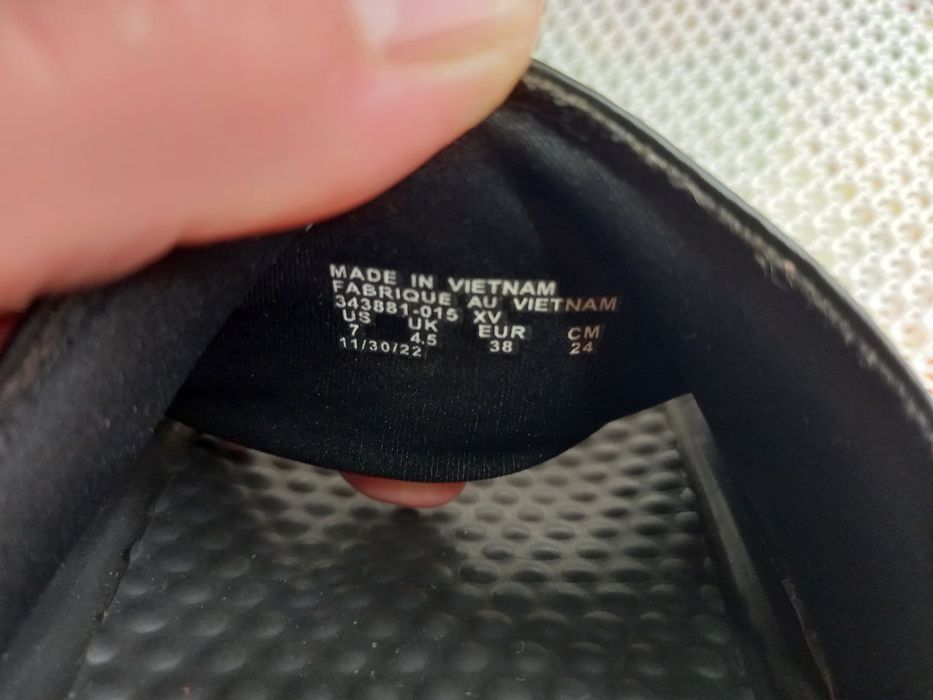 MADE IN VIETNAM
FABRIQUE AU VIETNAM
343881-015 XV
US UK EUR CM
7 4.5 38 24
11/30/22